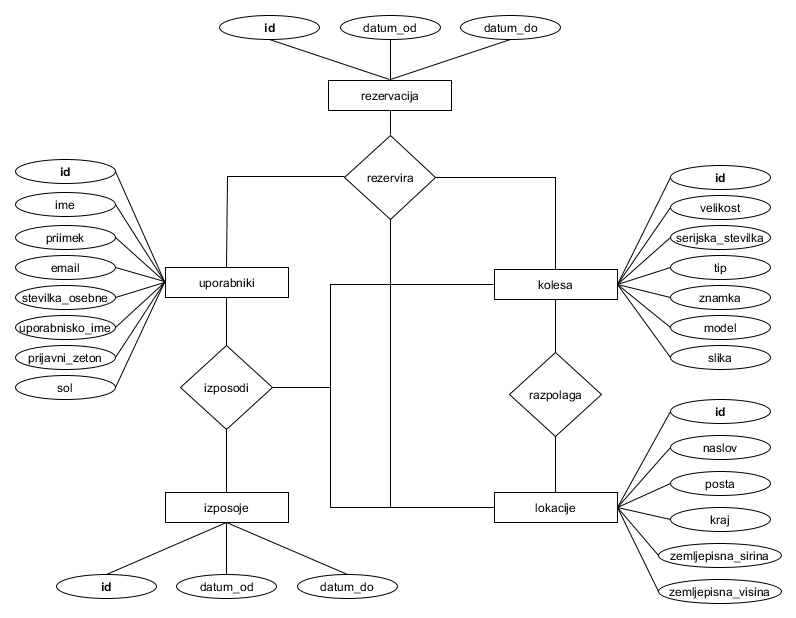 id
datum_od
datum_do
rezervacija
rezervira
id
ime
priimek
email
stevilka_osebne
uporabnisko_ime
prijavni_zeton
sol
uporabniki
kolesa
id
velikost
serijska_stevilka
tip
znamka
model
slika
izposodi
razpolaga
izposoje
lokacije
id
naslov
posta
kraj
zemljepisna_sirina
zemljepisna_visina
id
datum_od
datum_do